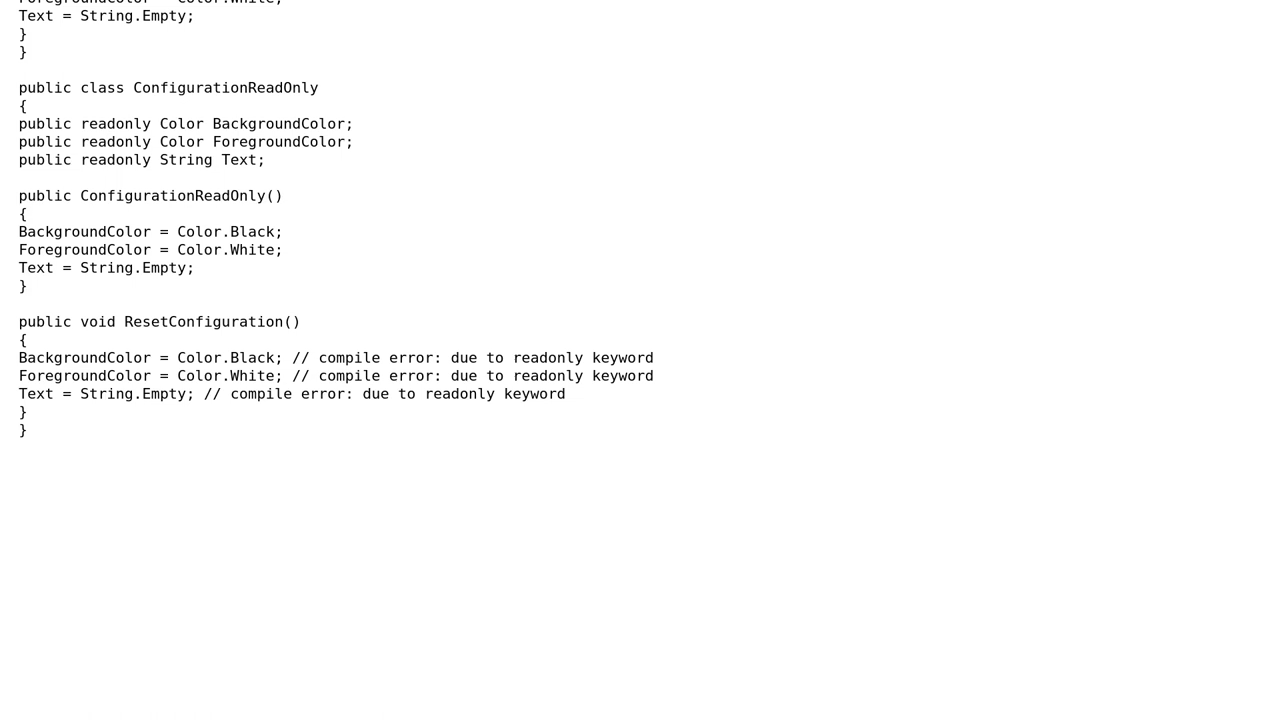 ForegroundColor = Color.White;
Text = String.Empty;
}
}

public class ConfigurationReadOnly
{
public readonly Color BackgroundColor;
public readonly Color ForegroundColor;
public readonly String Text;

public ConfigurationReadOnly()
{
BackgroundColor = Color.Black;
ForegroundColor = Color.White;
Text = String.Empty;
}

public void ResetConfiguration()
{
BackgroundColor = Color.Black; // compile error: due to readonly keyword
ForegroundColor = Color.White; // compile error: due to readonly keyword
Text = String.Empty; // compile error: due to readonly keyword
}
}